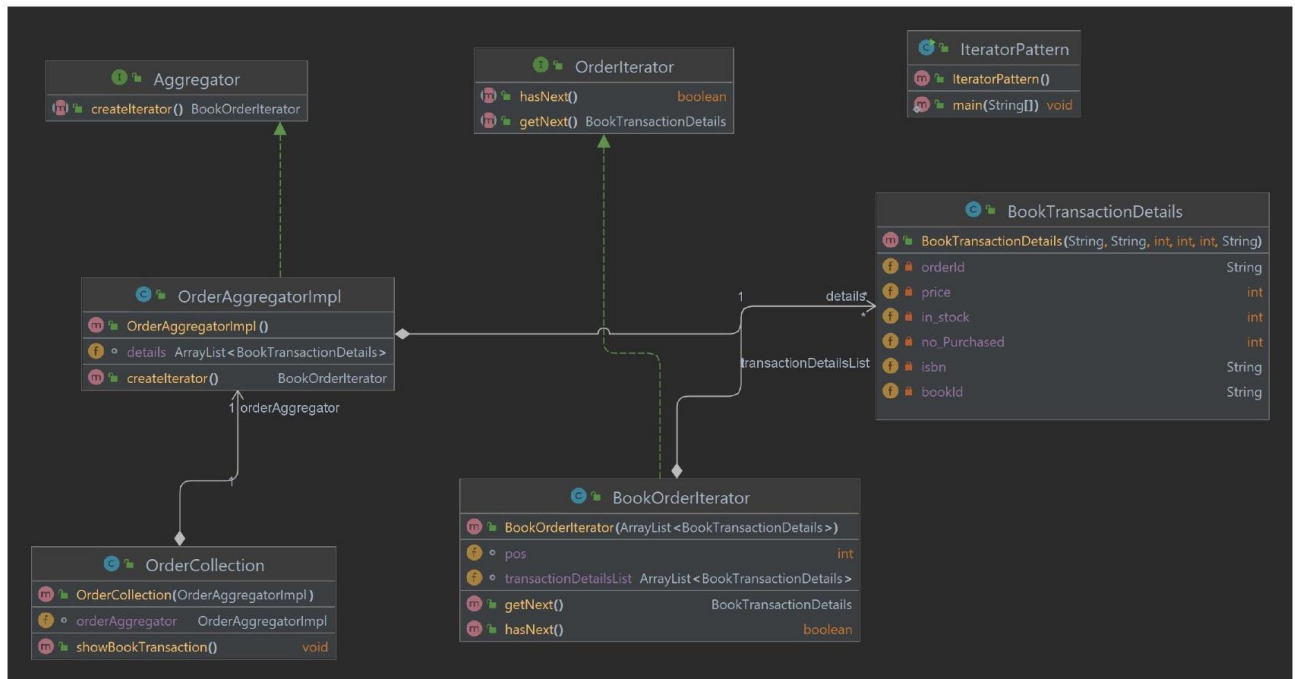 Aggregator
createIterator() BookOrderIterator
OrderIterator
hasNext() boolean
getNext() BookTransactionDetails
IteratorPattern
IteratorPattern()
main(String[]) void
BookTransactionDetails
BookTransactionDetails(String, String, int, int, int, String)
orderId String
price int
in_stock int
no_Purchased int
isbn String
bookId String
OrderAggregatorImpl
OrderAggregatorImpl()
details ArrayList<BookTransactionDetails>
createIterator() BookOrderIterator
1
details*
*
transactionDetailsList
1 orderAggregator
1
OrderCollection
OrderCollection(OrderAggregatorImpl)
orderAggregator OrderAggregatorImpl
showBookTransaction() void
BookOrderIterator
BookOrderIterator(ArrayList<BookTransactionDetails>)
pos int
transactionDetailsList ArrayList<BookTransactionDetails>
getNext() BookTransactionDetails
hasNext() boolean